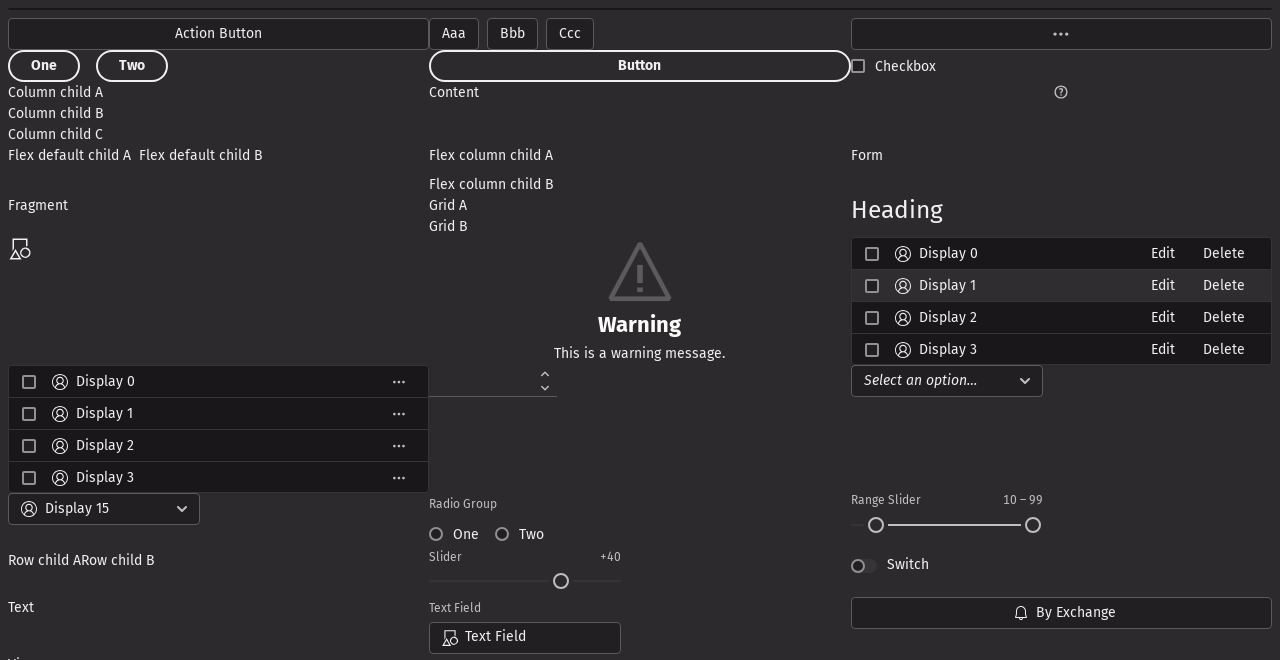 Action Button
Aaa Bbb Ccc
One Two
Button
Checkbox
Column child A
Column child B
Column child C
Content
Flex default child A Flex default child B
Flex column child A
Flex column child B
Form
Fragment
Grid A
Grid B
Heading
Display 0 Edit Delete
Display 1 Edit Delete
Display 2 Edit Delete
Display 3 Edit Delete
Warning
This is a warning message.
Display 0
Display 1
Display 2
Display 3
Select an option...
Display 15
Radio Group
One Two
Range Slider 10 – 99
Row child ARow child B
Slider +40
Switch
Text
Text Field
Text Field
By Exchange